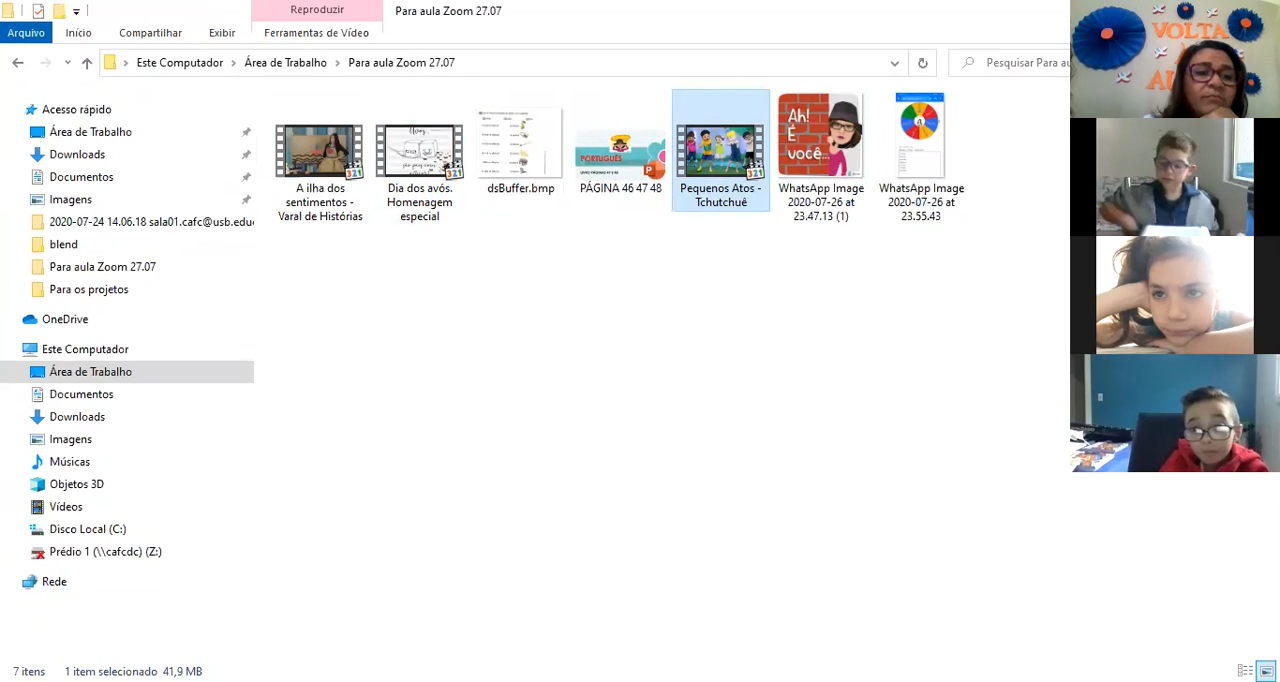 Reproduzir
Para aula Zoom 27.07
Arquivo
Início
Compartilhar
Exibir
Ferramentas de Vídeo
Este Computador
Área de Trabalho
Para aula Zoom 27.07
Pesquisar Para au
Acesso rápido
Área de Trabalho
Downloads
Documentos
Imagens
2020-07-24 14.06.18 sala01.cafc@usb.edu
blend
Para aula Zoom 27.07
Para os projetos
OneDrive
Este Computador
Área de Trabalho
Documentos
Downloads
Imagens
Músicas
Objetos 3D
Vídeos
Disco Local (C:)
Prédio 1 (\\cafcdc) (Z:)
Rede
A ilha dos
sentimentos -
Varal de Histórias
Dia dos avós.
Homenagem
especial
dsBuffer.bmp
PORTUGUÊS
PÁGINA 46 47 48
Pequenos Atos -
Tchutchuê
Ah!
É
você...
WhatsApp Image
2020-07-26 at
23.47.13 (1)
WhatsApp Image
2020-07-26 at
23.55.43
VOLTA
7 itens
1 item selecionado 41,9 MB